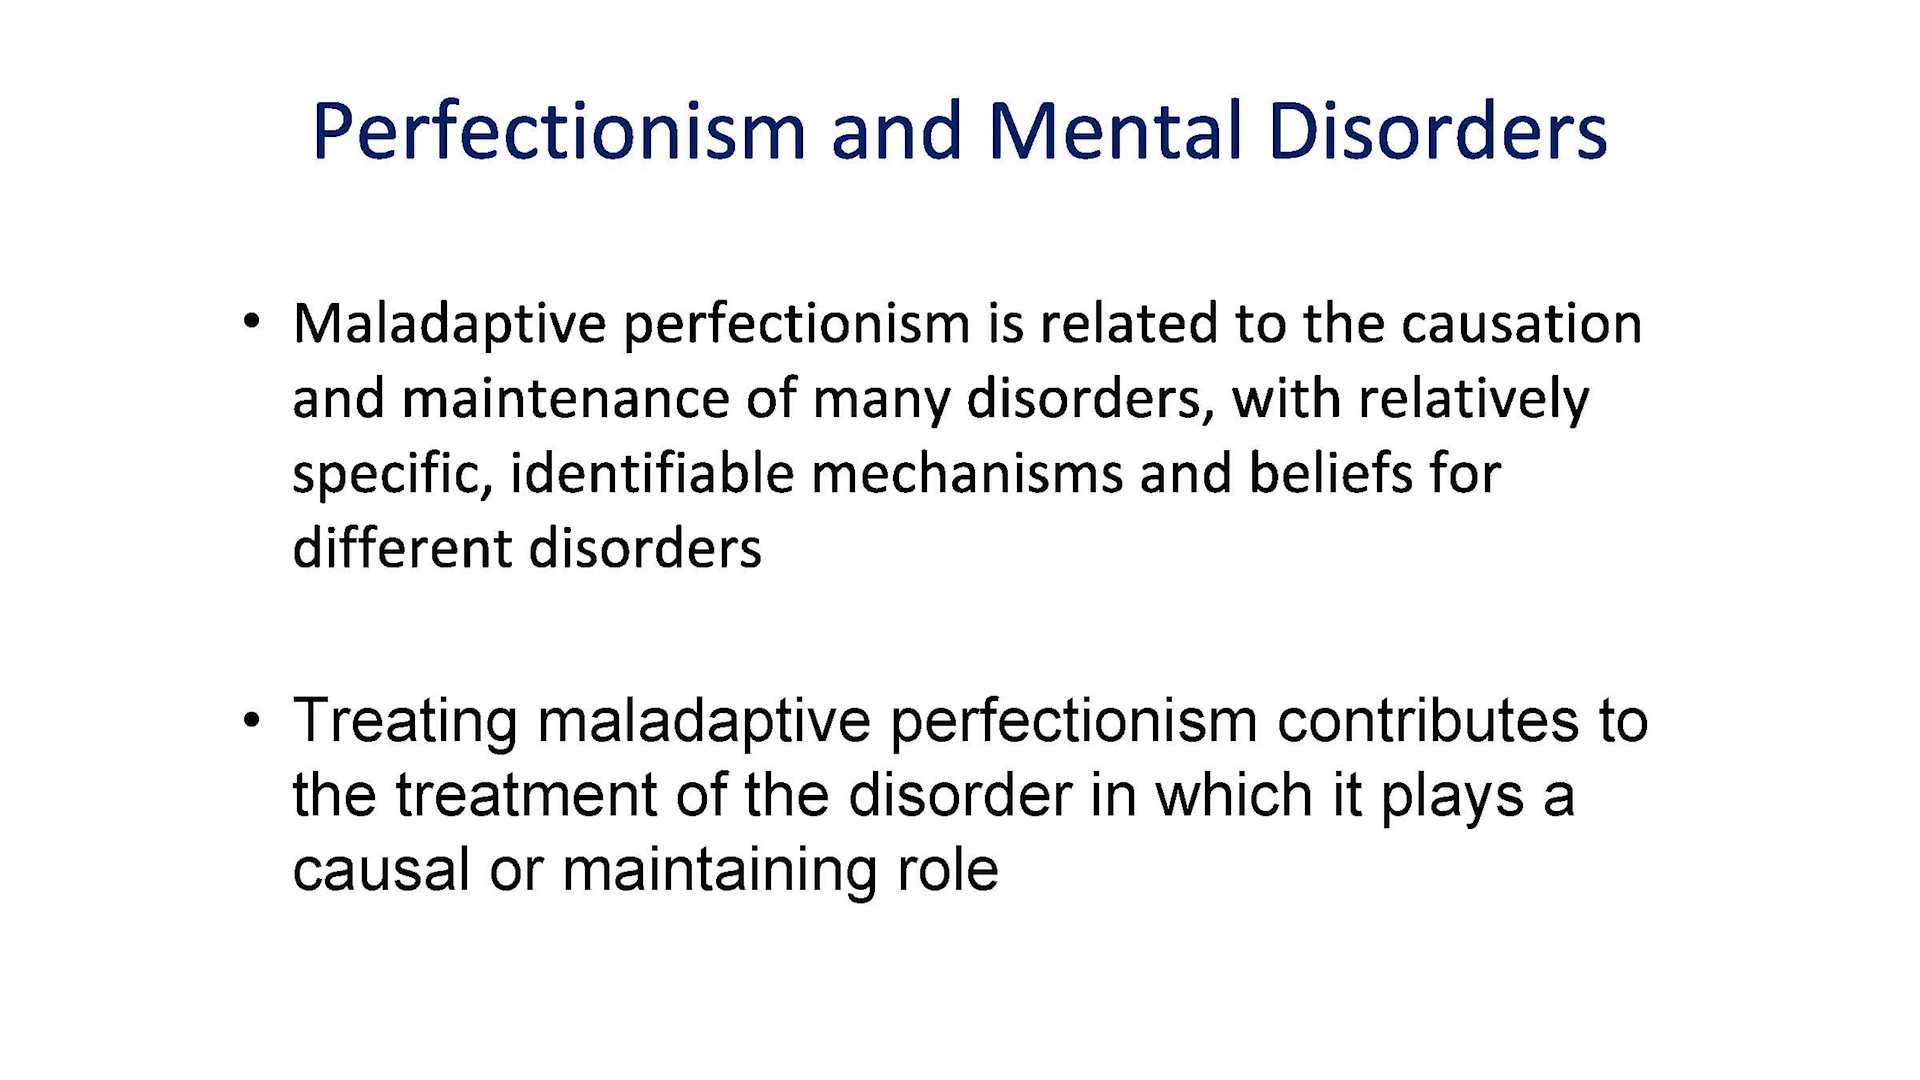 Perfectionism and Mental Disorders
• Maladaptive perfectionism is related to the causation
and maintenance of many disorders, with relatively
specific, identifiable mechanisms and beliefs for
different disorders
• Treating maladaptive perfectionism contributes to
the treatment of the disorder in which it plays a
causal or maintaining role